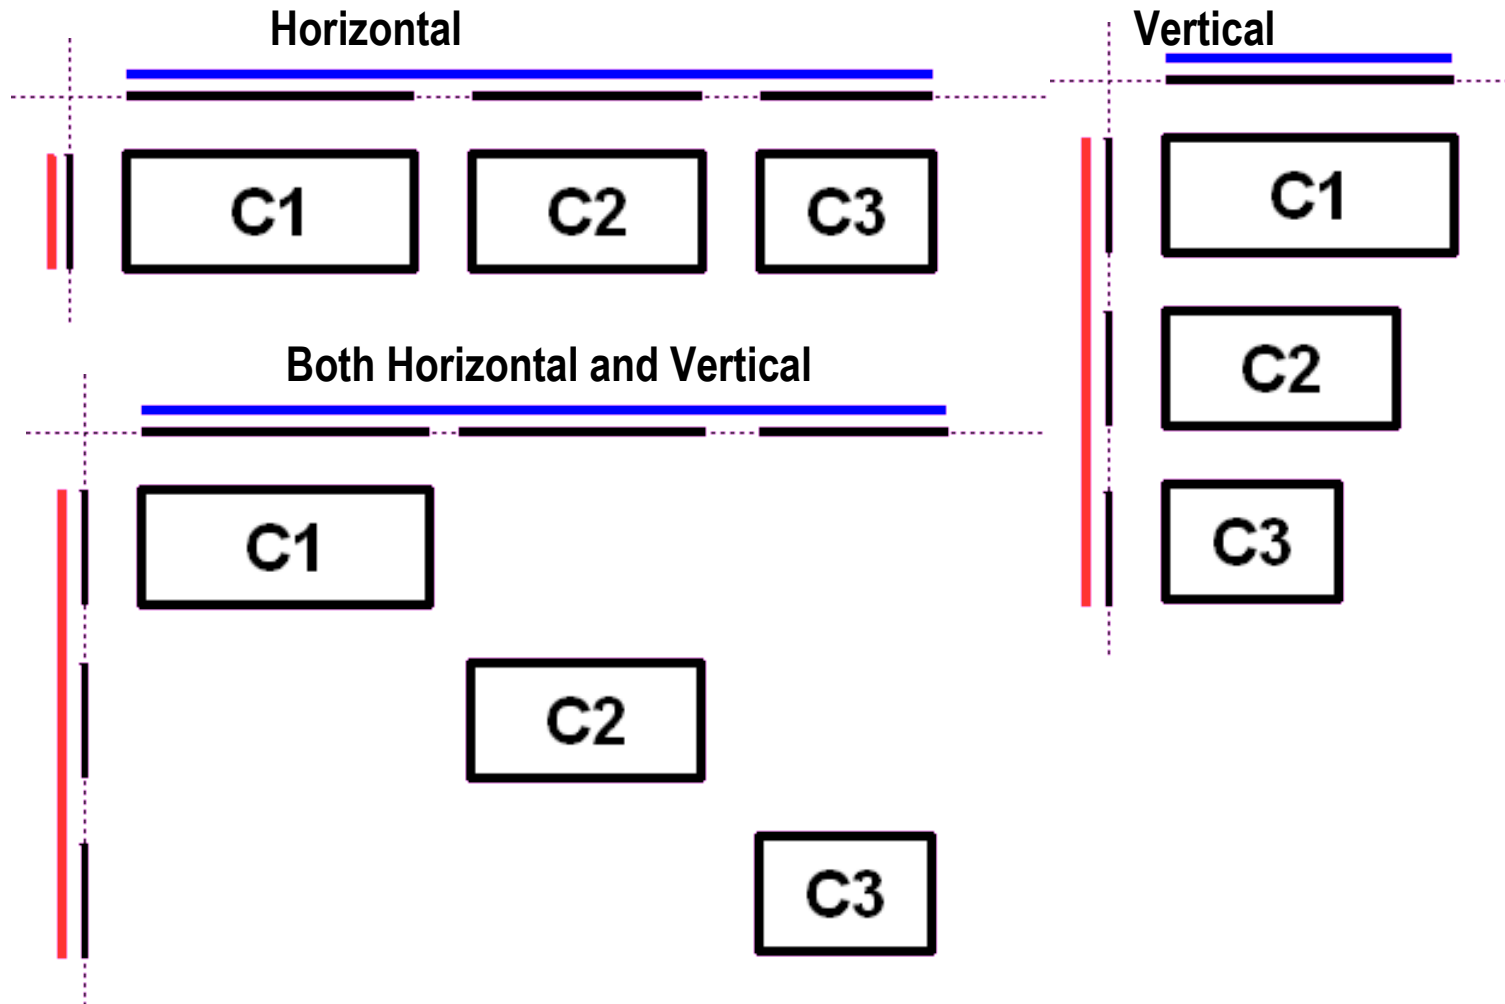 Horizontal
C1 C2 C3
Vertical
C1
C2
C3
Both Horizontal and Vertical
C1
C2
C3